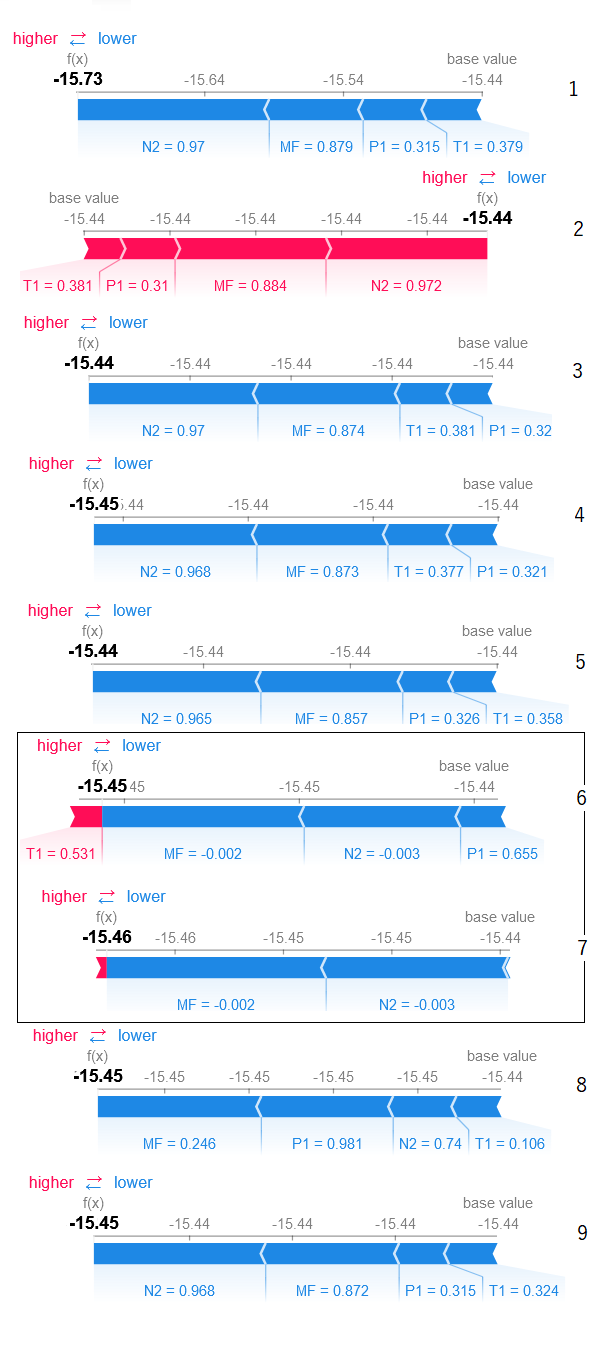 higher ⇄ lower
f(x) base value
-15.73 -15.64 -15.54 -15.44
1
N2 = 0.97 MF = 0.879 P1 = 0.315 T1 = 0.379
higher ⇄ lower
base value f(x)
-15.44 -15.44 -15.44 -15.44 -15.44 -15.44
2
T1 = 0.381 P1 = 0.31 MF = 0.884 N2 = 0.972
higher ⇄ lower
f(x) base value
-15.44 -15.44 -15.44 -15.44 -15.44
3
N2 = 0.97 MF = 0.874 T1 = 0.381 P1 = 0.32
higher ⇄ lower
f(x) base value
-15.45 .44 -15.44 -15.44 -15.44
4
N2 = 0.968 MF = 0.873 T1 = 0.377 P1 = 0.321
higher ⇄ lower
f(x) base value
-15.44 -15.44 -15.44 -15.44
5
N2 = 0.965 MF = 0.857 P1 = 0.326 T1 = 0.358
higher ⇄ lower
f(x) base value
-15.45 45 -15.45 -15.44
6
T1 = 0.531 MF = -0.002 N2 = -0.003 P1 = 0.655
higher ⇄ lower
f(x) base value
-15.46 -15.46 -15.45 -15.45 -15.44
7
MF = -0.002 N2 = -0.003
higher ⇄ lower
f(x) base value
-15.45 -15.45 -15.45 -15.45 -15.45 -15.44
8
MF = 0.246 P1 = 0.981 N2 = 0.74 T1 = 0.106
higher ⇄ lower
f(x) base value
-15.45 -15.44 -15.44 -15.44 -15.44
9
N2 = 0.968 MF = 0.872 P1 = 0.315 T1 = 0.324